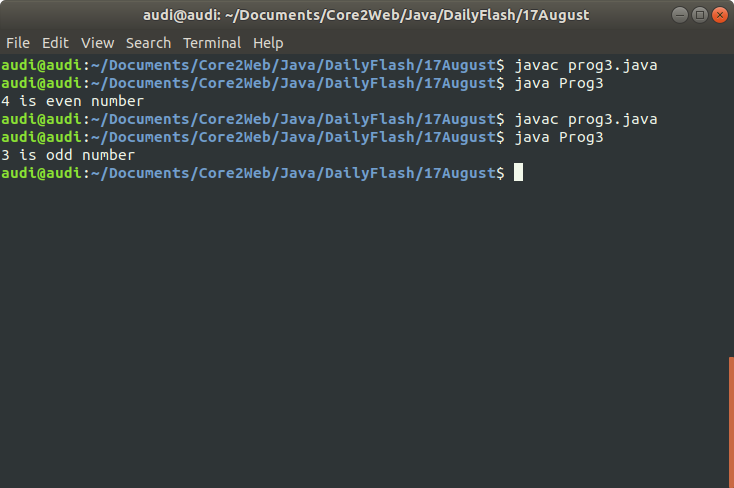 audi@audi: ~/Documents/Core2Web/Java/DailyFlash/17August
File Edit View Search Terminal Help
audi@audi:~/Documents/Core2Web/Java/DailyFlash/17August$ javac prog3.java
audi@audi:~/Documents/Core2Web/Java/DailyFlash/17August$ java Prog3
4 is even number
audi@audi:~/Documents/Core2Web/Java/DailyFlash/17August$ javac prog3.java
audi@audi:~/Documents/Core2Web/Java/DailyFlash/17August$ java Prog3
3 is odd number
audi@audi:~/Documents/Core2Web/Java/DailyFlash/17August$